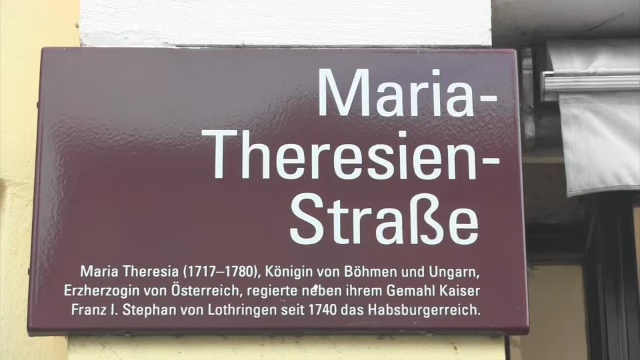 Maria-
Theresien-
Straße
Maria Theresia (1717–1780), Königin von Böhmen und Ungarn,
Erzherzogin von Österreich, regierte neben ihrem Gemahl Kaiser
Franz I. Stephan von Lothringen seit 1740 das Habsburgerreich.